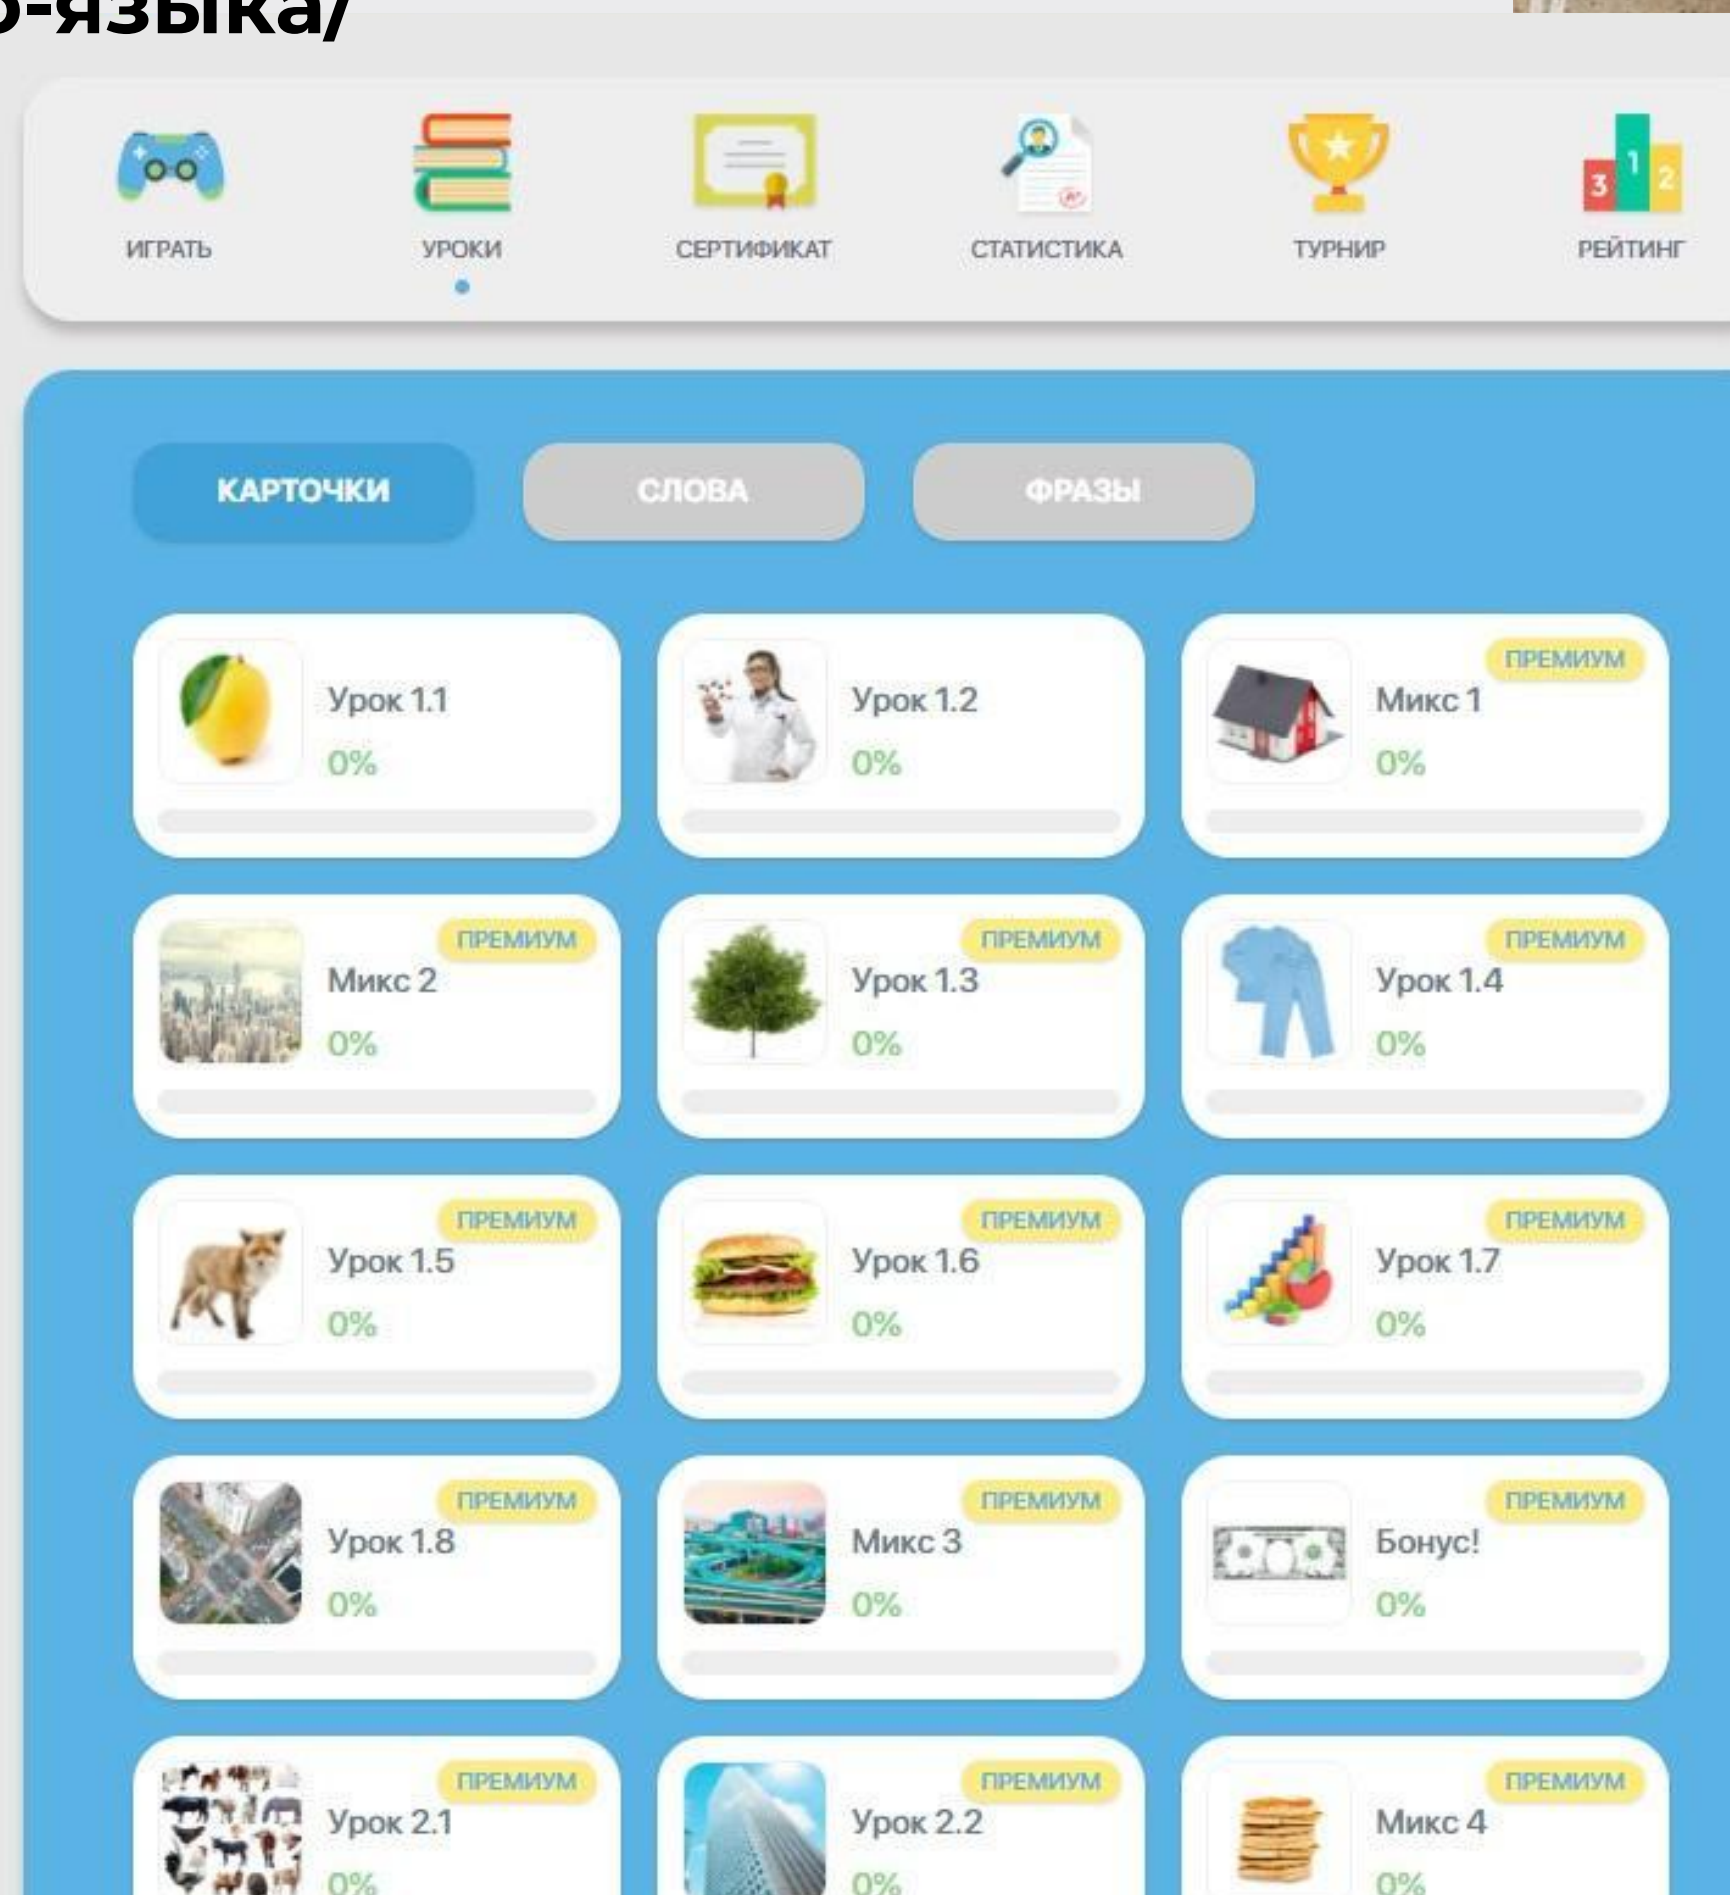 о-языка/
ИГРАТЬ УРОКИ СЕРТИФИКАТ СТАТИСТИКА ТУРНИР РЕЙТИНГ
3 1 2
КАРТОЧКИ СЛОВА ФРАЗЫ
Урок 1.1
0%
Урок 1.2
0%
ПРЕМИУМ
Микс 1
0%
ПРЕМИУМ
Микс 2
0%
ПРЕМИУМ
Урок 1.3
0%
ПРЕМИУМ
Урок 1.4
0%
ПРЕМИУМ
Урок 1.5
0%
ПРЕМИУМ
Урок 1.6
0%
ПРЕМИУМ
Урок 1.7
0%
ПРЕМИУМ
Урок 1.8
0%
ПРЕМИУМ
Микс 3
0%
ПРЕМИУМ
Бонус!
0%
ПРЕМИУМ
Урок 2.1
0%
ПРЕМИУМ
Урок 2.2
0%
ПРЕМИУМ
Микс 4
0%